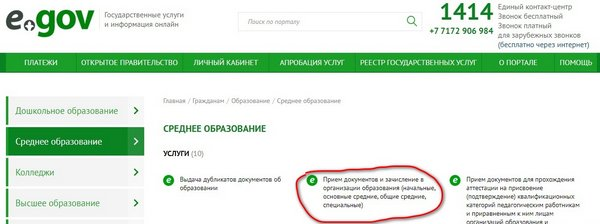 egov
Государственные услуги
и информация онлайн
Поиск по порталу
1414
+7 7172 906 984
Единый контакт-центр
Звонок бесплатный
Звонок платный
для зарубежных звонков
(бесплатно через интернет)
ПЛАТЕЖИ
ОТКРЫТОЕ ПРАВИТЕЛЬСТВО
ЛИЧНЫЙ КАБИНЕТ
АПРОБАЦИЯ УСЛУГ
РЕЕСТР ГОСУДАРСТВЕННЫХ УСЛУГ
О ПОРТАЛЕ
ПОМОЩЬ
Дошкольное образование
Среднее образование
Колледжи
Высшее образование
Главная / Гражданам / Образование / Среднее образование
СРЕДНЕЕ ОБРАЗОВАНИЕ
УСЛУГИ (10)
Выдача дубликатов документов об
образовании
Прием документов и зачисление в
организации образования (начальные,
основные средние, общие средние,
специальные)
Прием документов для прохождения
аттестации на присвоение
(подтверждение) квалификационных
категорий педагогическим работникам
и приравненным к ним лицам
организаций образования и